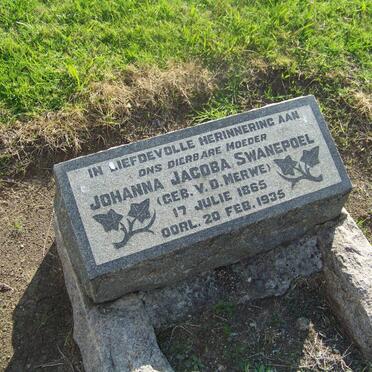 IN LIEFDEVOLLE HERINNERING AAN
ONS DIERBARE MOEDER
JOHANNA JACOBA SWANEPOEL
(GEB. V.D. MERWE)
17 JULIE 1865
OORL. 20 FEB. 1935